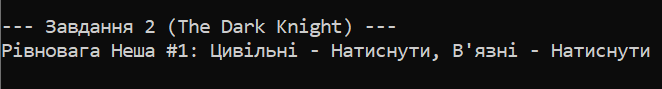 --- Завдання 2 (The Dark Knight) ---
Рівновага Неша #1: Цивільні - Натиснути, В'язні - Натиснути